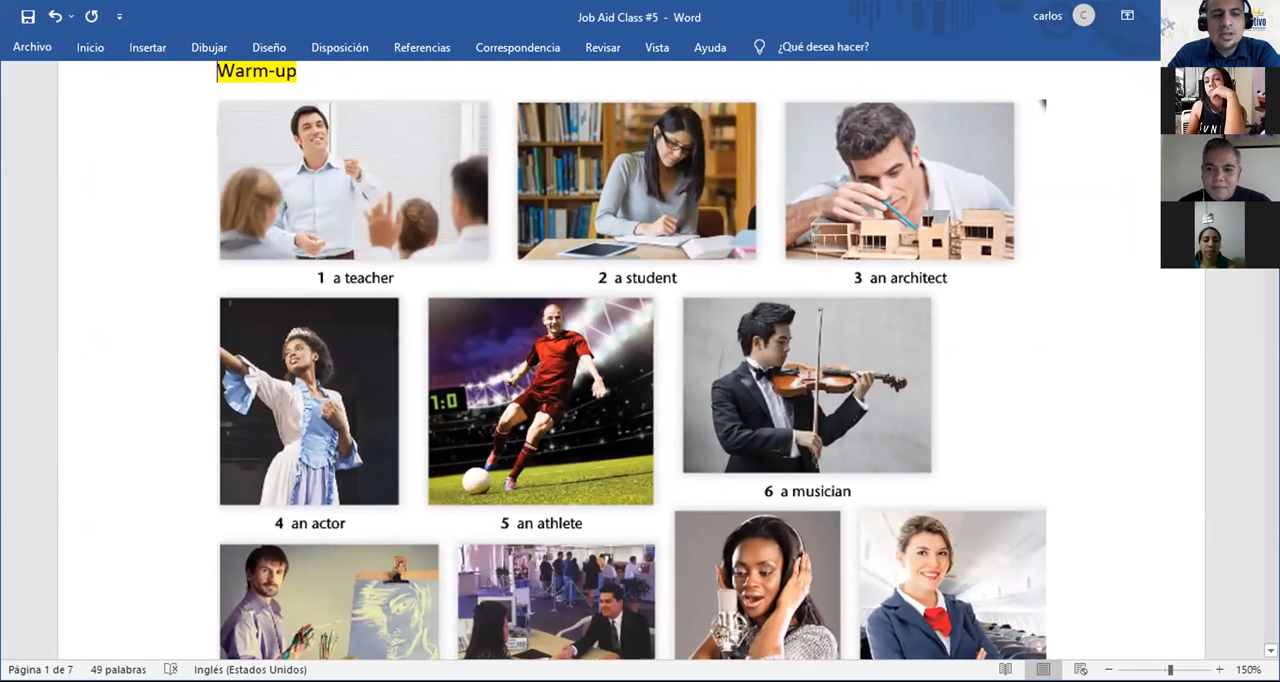 Job Aid Class #5 - Word
carlos
C
Archivo Inicio Insertar Dibujar Diseño Disposición Referencias Correspondencia Revisar Vista Ayuda ¿Qué desea hacer?
Warm-up
1 a teacher
2 a student
3 an architect
1:0
4 an actor
5 an athlete
6 a musician
Página 1 de 7 49 palabras Inglés (Estados Unidos) 150%